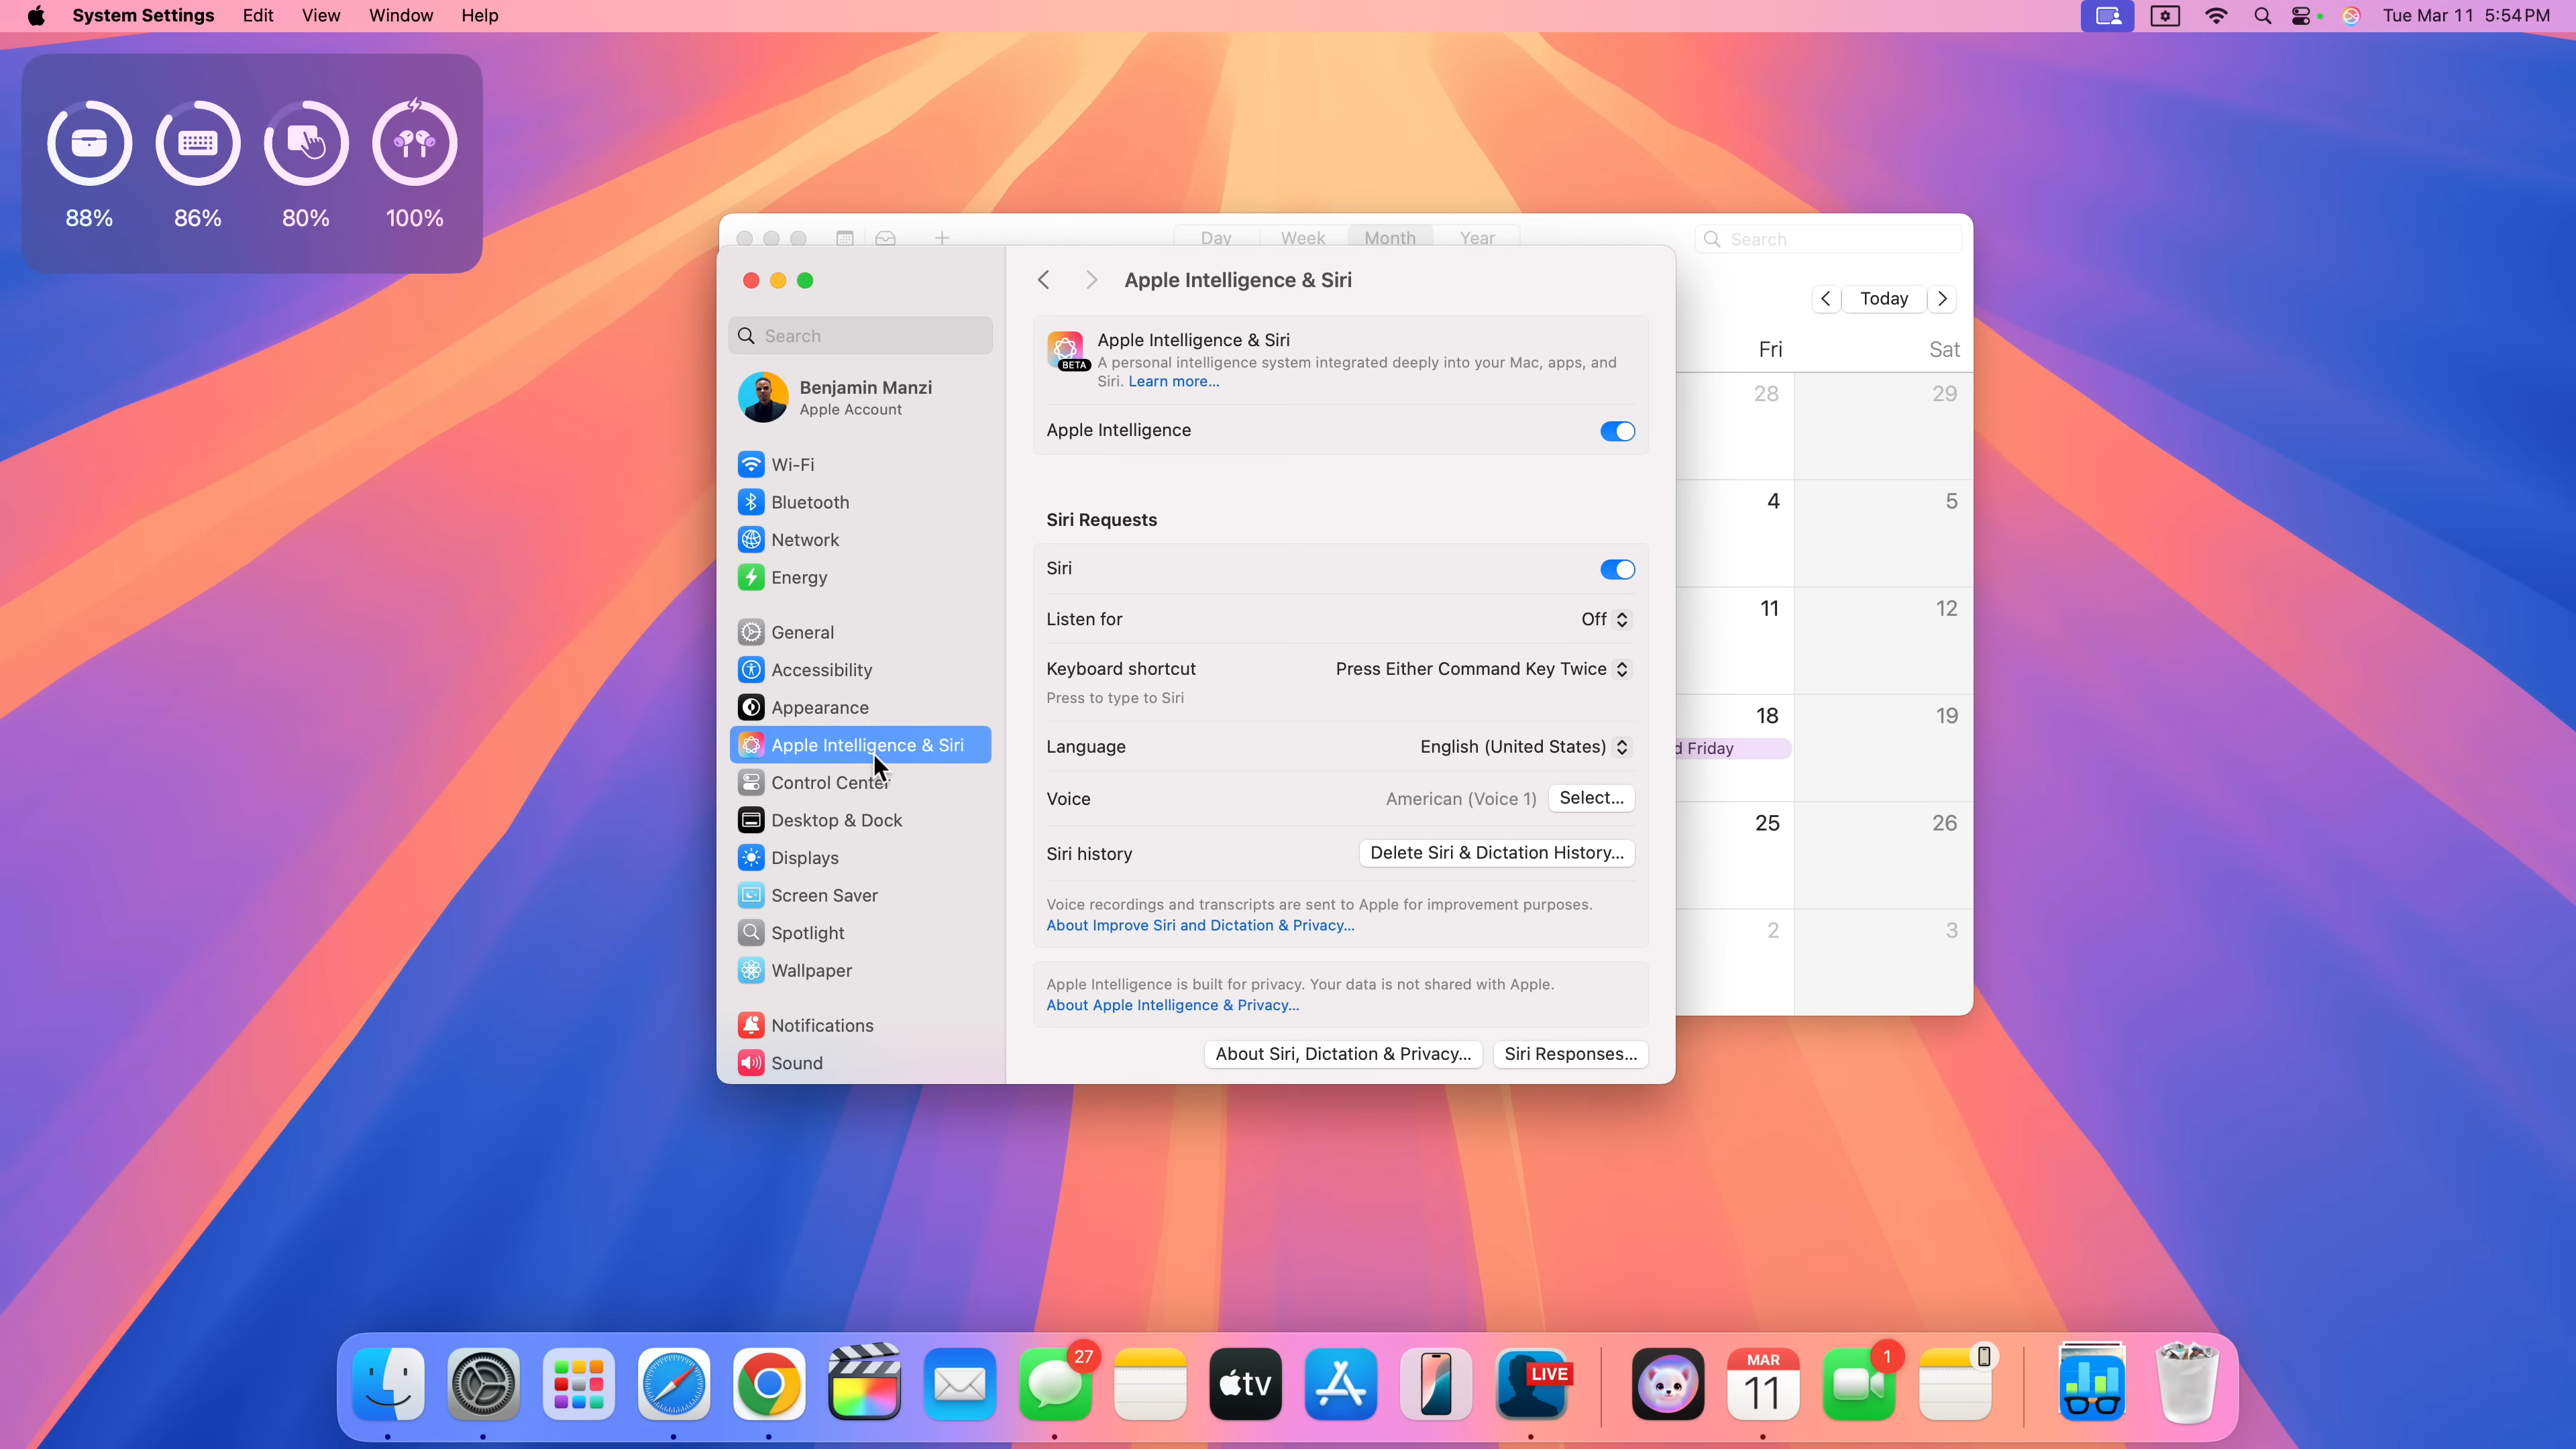 System Settings Edit View Window Help
Tue Mar 11 5:54 PM
88% 86% 80% 100%
Day Week Month Year
Search
Today
Fri Sat
28 29
4 5
11 12
18 19
d Friday
25 26
2 3
Search
Benjamin Manzi
Apple Account
Wi-Fi
Bluetooth
Network
Energy
General
Accessibility
Appearance
Apple Intelligence & Siri
Control Center
Desktop & Dock
Displays
Screen Saver
Spotlight
Wallpaper
Notifications
Sound
Apple Intelligence & Siri
Apple Intelligence & Siri
BETA
A personal intelligence system integrated deeply into your Mac, apps, and
Siri. Learn more...
Apple Intelligence
Siri Requests
Siri
Listen for Off
Keyboard shortcut Press Either Command Key Twice
Press to type to Siri
Language English (United States)
Voice American (Voice 1) Select...
Siri history Delete Siri & Dictation History...
Voice recordings and transcripts are sent to Apple for improvement purposes.
About Improve Siri and Dictation & Privacy...
Apple Intelligence is built for privacy. Your data is not shared with Apple.
About Apple Intelligence & Privacy...
About Siri, Dictation & Privacy... Siri Responses...
27
tv
LIVE
MAR
11
1